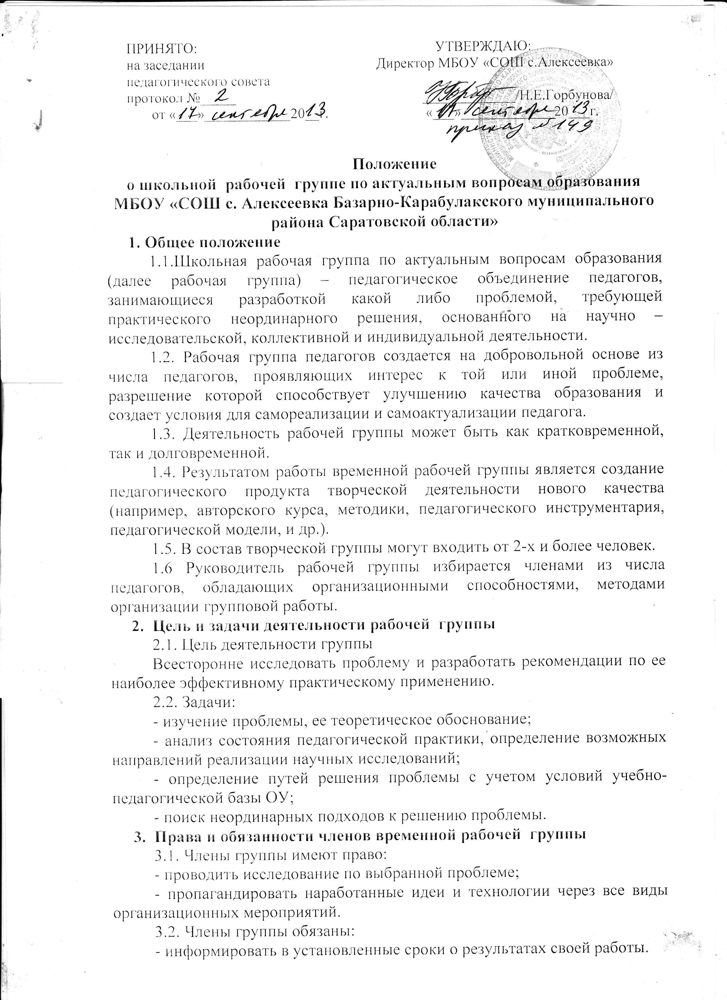 ПРИНЯТО:
на заседании
педагогического совета
протокол № 2
от «17» сентября 2013 г.
УТВЕРЖДАЮ:
Директор МБОУ «СОШ с.Алексеевка»
/Н.Е.Горбунова/
«17» сентября 2013 г.
приказ № 149
Положение
о школьной рабочей группе по актуальным вопросам образования
МБОУ «СОШ с. Алексеевка Базарно-Карабулакского муниципального
района Саратовской области»
1. Общее положение
1.1.Школьная рабочая группа по актуальным вопросам образования
(далее рабочая группа) – педагогическое объединение педагогов,
занимающиеся разработкой какой либо проблемой, требующей
практического неординарного решения, основанного на научно –
исследовательской, коллективной и индивидуальной деятельности.
1.2. Рабочая группа педагогов создается на добровольной основе из
числа педагогов, проявляющих интерес к той или иной проблеме,
разрешение которой способствует улучшению качества образования и
создает условия для самореализации и самоактуализации педагога.
1.3. Деятельность рабочей группы может быть как кратковременной,
так и долговременной.
1.4. Результатом работы временной рабочей группы является создание
педагогического продукта творческой деятельности нового качества
(например, авторского курса, методики, педагогического инструментария,
педагогической модели, и др.).
1.5. В состав творческой группы могут входить от 2-х и более человек.
1.6 Руководитель рабочей группы избирается членами из числа
педагогов, обладающих организационными способностями, методами
организации групповой работы.
2. Цель и задачи деятельности рабочей группы
2.1. Цель деятельности группы
Всесторонне исследовать проблему и разработать рекомендации по ее
наиболее эффективному практическому применению.
2.2. Задачи:
- изучение проблемы, ее теоретическое обоснование;
- анализ состояния педагогической практики, определение возможных
направлений реализации научных исследований;
- определение путей решения проблемы с учетом условий учебно-
педагогической базы ОУ;
- поиск неординарных подходов к решению проблемы.
3. Права и обязанности членов временной рабочей группы
3.1. Члены группы имеют право:
- проводить исследование по выбранной проблеме;
- пропагандировать наработанные идеи и технологии через все виды
организационных мероприятий.
3.2. Члены группы обязаны:
- информировать в установленные сроки о результатах своей работы.